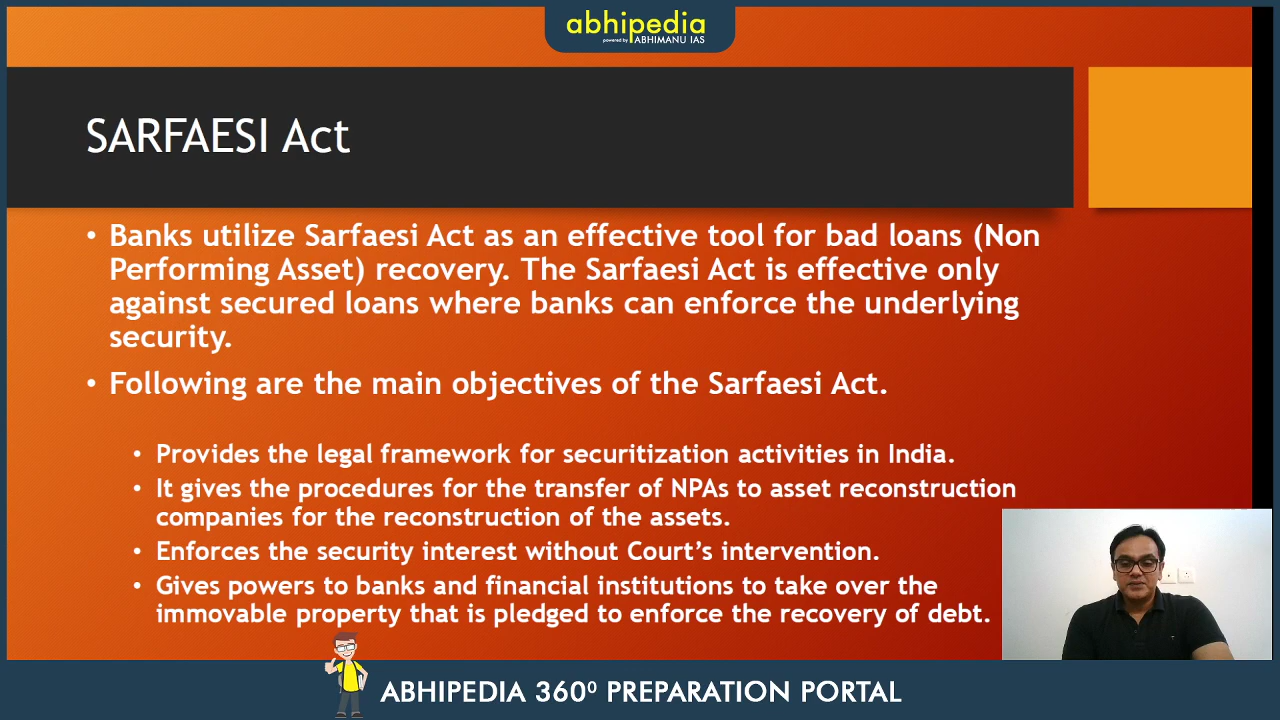 abhipedia
powered by ABHIMANU IAS
SARFAESI Act
• Banks utilize Sarfaesi Act as an effective tool for bad loans (Non
Performing Asset) recovery. The Sarfaesi Act is effective only
against secured loans where banks can enforce the underlying
security.
• Following are the main objectives of the Sarfaesi Act.
• Provides the legal framework for securitization activities in India.
• It gives the procedures for the transfer of NPAs to asset reconstruction
companies for the reconstruction of the assets.
• Enforces the security interest without Court’s intervention.
• Gives powers to banks and financial institutions to take over the
immovable property that is pledged to enforce the recovery of debt.
ABHIPEDIA 360⁰ PREPARATION PORTAL